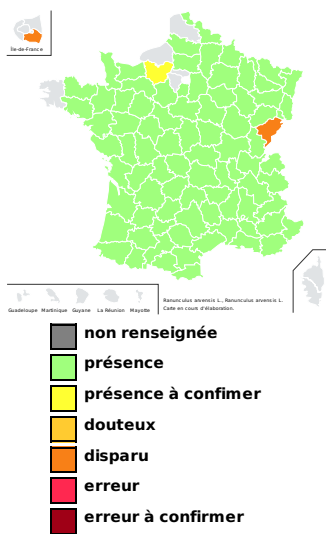 Île-de-France
Guadeloupe Martinique Guyane La Réunion Mayotte
Ranunculus arvensis L., Ranunculus arvensis L.
Carte en cours d'élaboration.
non renseignée
présence
présence à confimer
douteux
disparu
erreur
erreur à confirmer